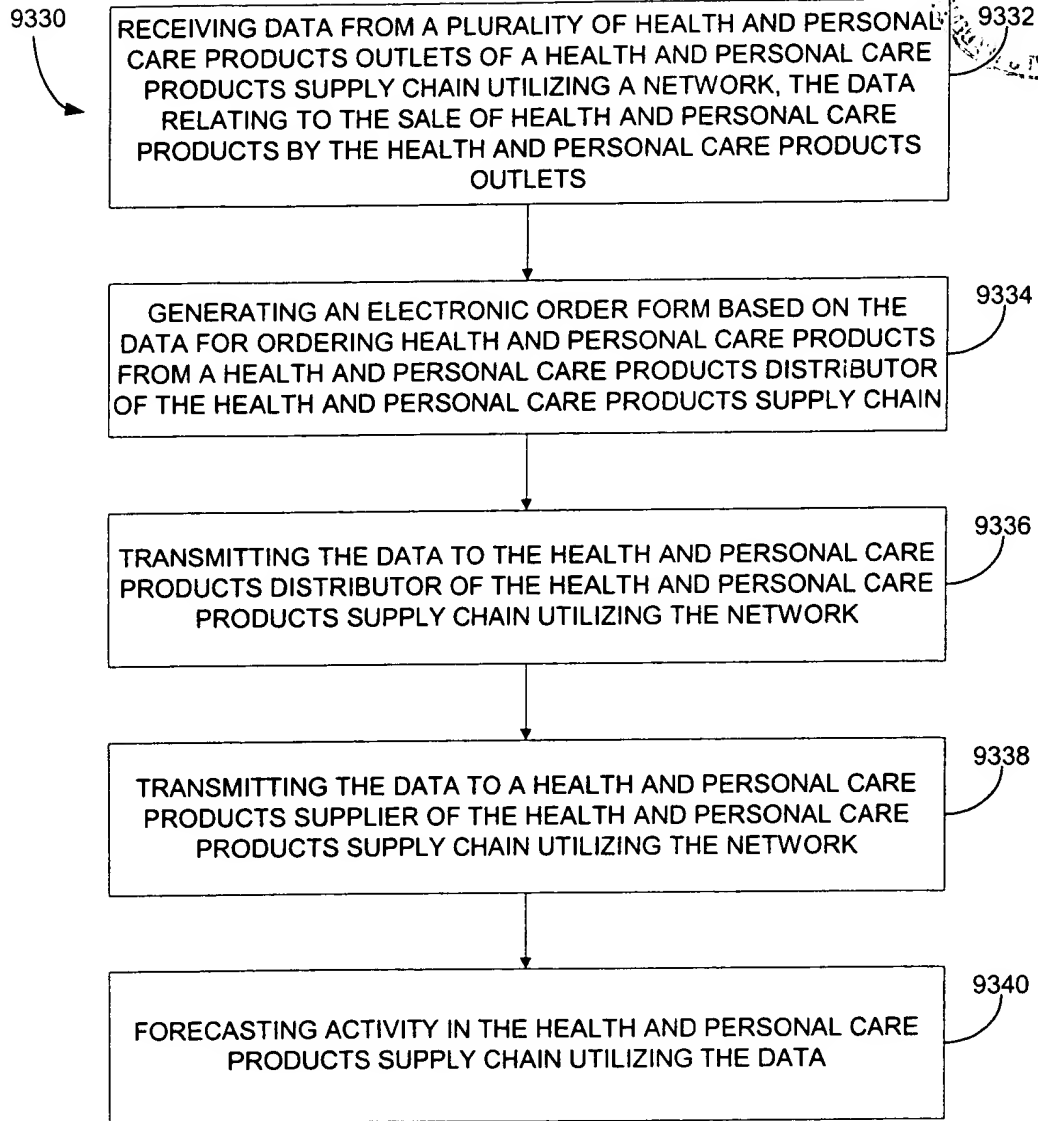 9330
RECEIVING DATA FROM A PLURALITY OF HEALTH AND PERSONAL
CARE PRODUCTS OUTLETS OF A HEALTH AND PERSONAL CARE
PRODUCTS SUPPLY CHAIN UTILIZING A NETWORK, THE DATA
RELATING TO THE SALE OF HEALTH AND PERSONAL CARE
PRODUCTS BY THE HEALTH AND PERSONAL CARE PRODUCTS
OUTLETS
9332
GENERATING AN ELECTRONIC ORDER FORM BASED ON THE
DATA FOR ORDERING HEALTH AND PERSONAL CARE PRODUCTS
FROM A HEALTH AND PERSONAL CARE PRODUCTS DISTRIBUTOR
OF THE HEALTH AND PERSONAL CARE PRODUCTS SUPPLY CHAIN
9334
TRANSMITTING THE DATA TO THE HEALTH AND PERSONAL CARE
PRODUCTS DISTRIBUTOR OF THE HEALTH AND PERSONAL CARE
PRODUCTS SUPPLY CHAIN UTILIZING THE NETWORK
9336
TRANSMITTING THE DATA TO A HEALTH AND PERSONAL CARE
PRODUCTS SUPPLIER OF THE HEALTH AND PERSONAL CARE
PRODUCTS SUPPLY CHAIN UTILIZING THE NETWORK
9338
FORECASTING ACTIVITY IN THE HEALTH AND PERSONAL CARE
PRODUCTS SUPPLY CHAIN UTILIZING THE DATA
9340